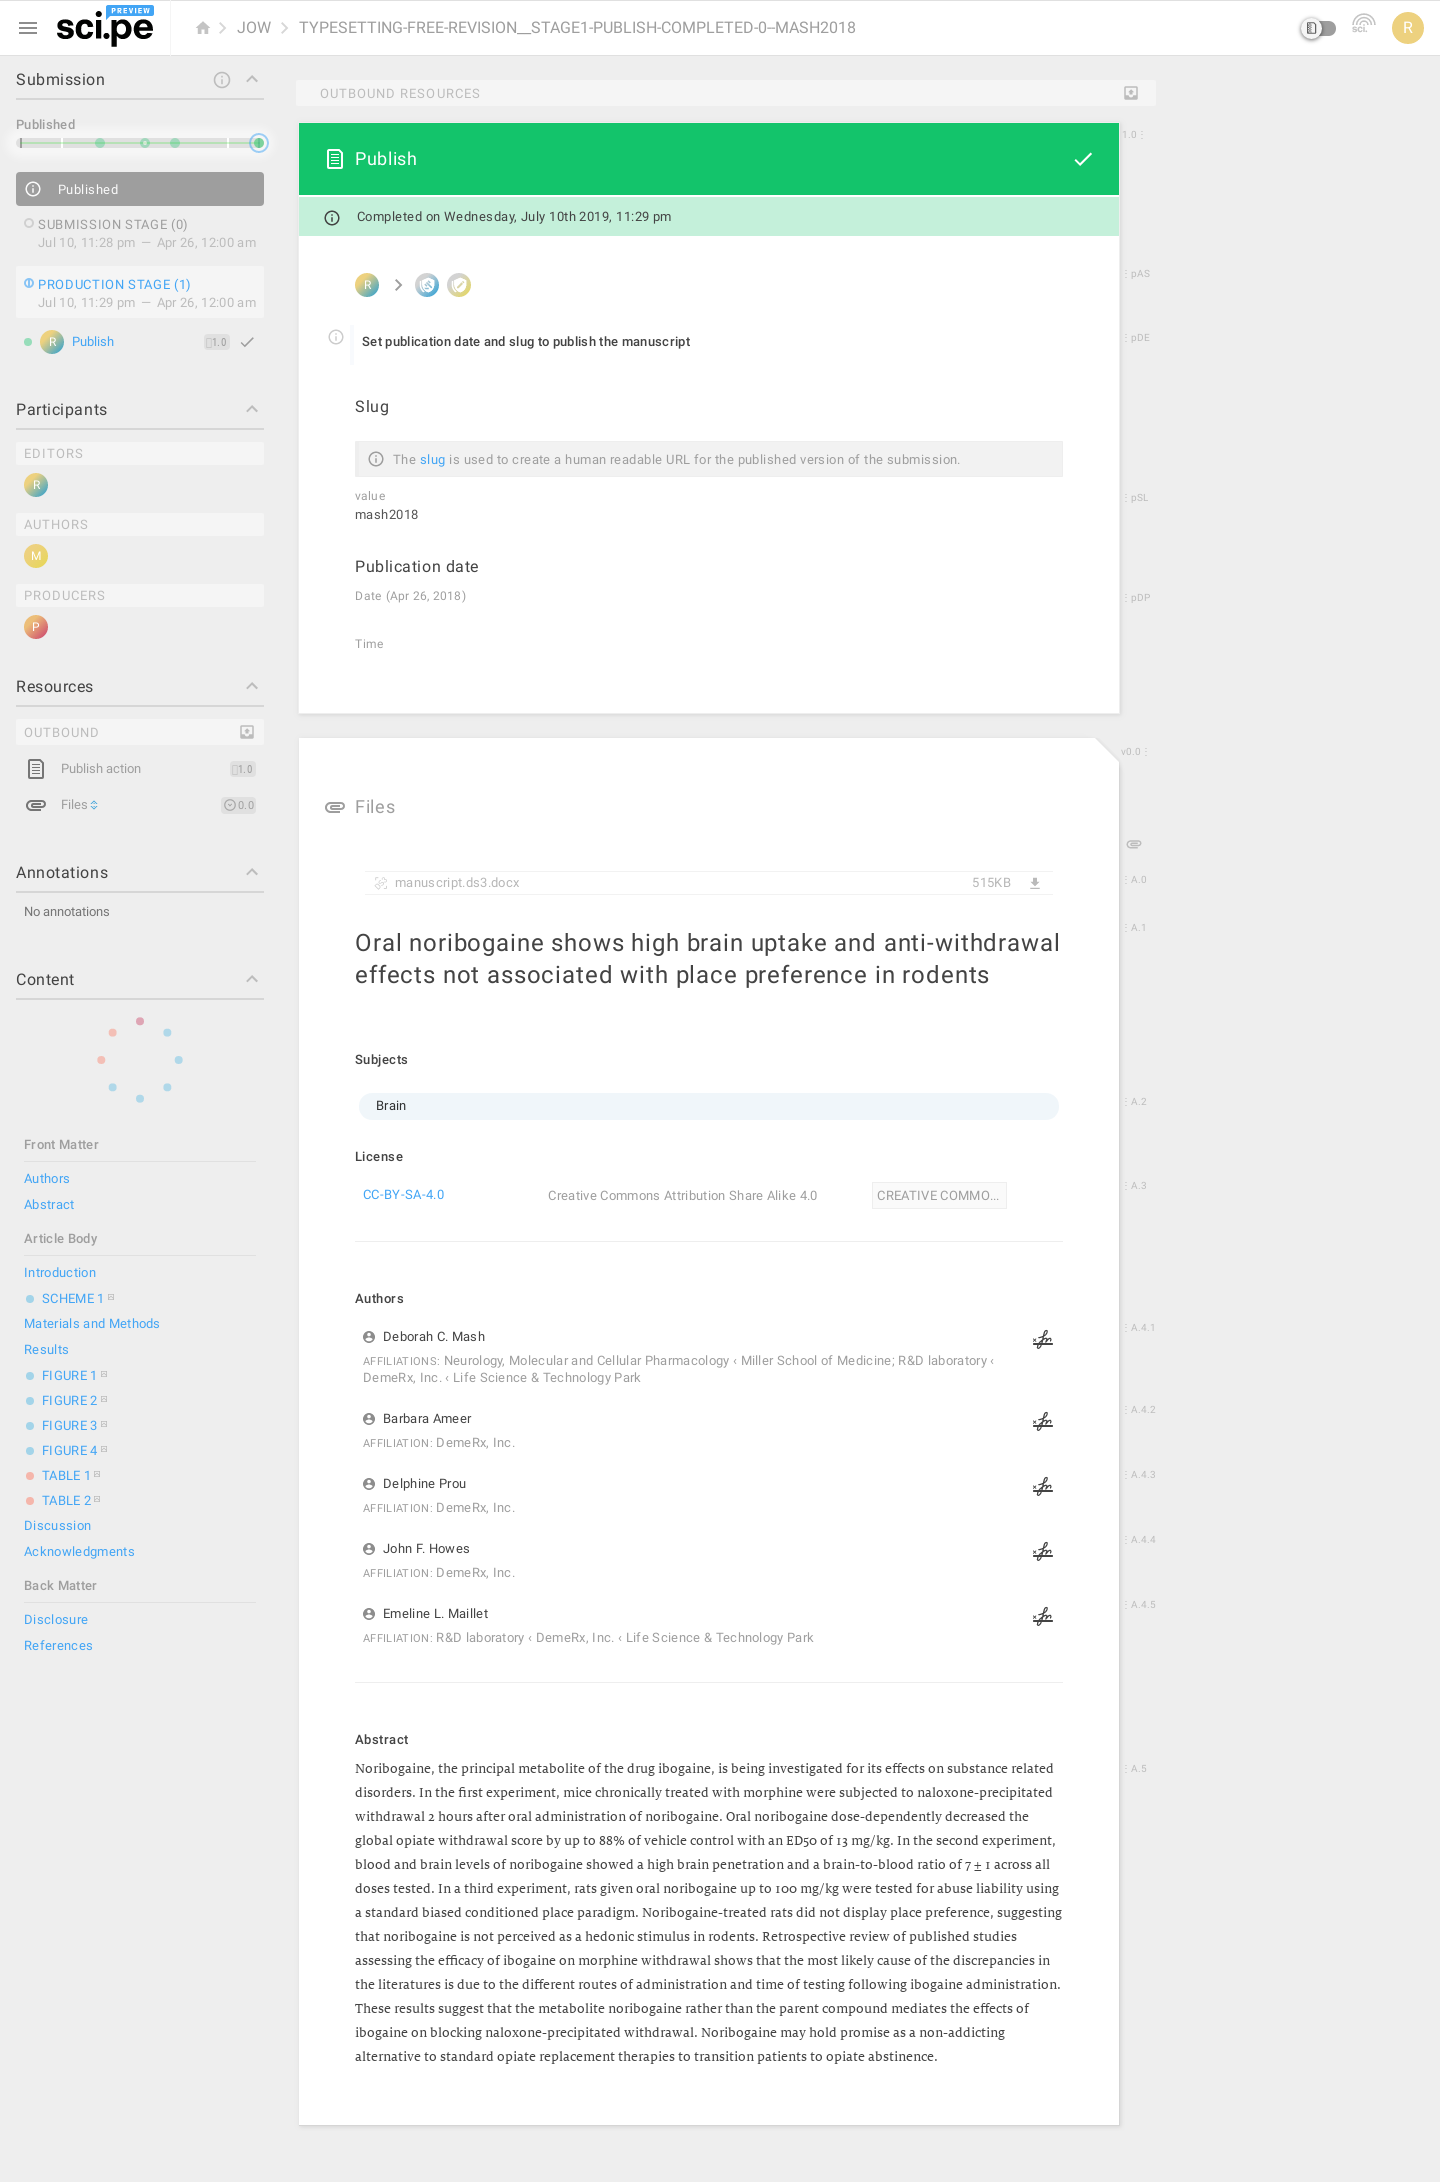 sci.pe
PREVIEW
JOW
TYPESETTING-FREE-REVISION__STAGE1-PUBLISH-COMPLETED-0--MASH2018
SCI.
R
Submission
Published
Published
SUBMISSION STAGE (0)
Jul 10, 11:28 pm — Apr 26, 12:00 am
PRODUCTION STAGE (1)
Jul 10, 11:29 pm — Apr 26, 12:00 am
R Publish 1.0
Participants
EDITORS
R
AUTHORS
M
PRODUCERS
P
Resources
OUTBOUND
Publish action 1.0
Files 0.0
Annotations
No annotations
Content
Front Matter
Authors
Abstract
Article Body
Introduction
SCHEME 1
Materials and Methods
Results
FIGURE 1
FIGURE 2
FIGURE 3
FIGURE 4
TABLE 1
TABLE 2
Discussion
Acknowledgments
Back Matter
Disclosure
References
OUTBOUND RESOURCES
Publish
1.0
Completed on Wednesday, July 10th 2019, 11:29 pm
R
pAS
Set publication date and slug to publish the manuscript
pDE
Slug
The slug is used to create a human readable URL for the published version of the submission.
value
pSL
mash2018
Publication date
Date (Apr 26, 2018)
pDP
Time
v0.0
Files
manuscript.ds3.docx 515KB
A.0
A.1
Oral noribogaine shows high brain uptake and anti-withdrawal
effects not associated with place preference in rodents
Subjects
Brain
A.2
License
CC-BY-SA-4.0 Creative Commons Attribution Share Alike 4.0 CREATIVE COMMO...
A.3
Authors
Deborah C. Mash
A.4.1
AFFILIATIONS: Neurology, Molecular and Cellular Pharmacology ‹ Miller School of Medicine; R&D laboratory ‹
DemeRx, Inc. ‹ Life Science & Technology Park
Barbara Ameer
A.4.2
AFFILIATION: DemeRx, Inc.
Delphine Prou
A.4.3
AFFILIATION: DemeRx, Inc.
John F. Howes
A.4.4
AFFILIATION: DemeRx, Inc.
Emeline L. Maillet
A.4.5
AFFILIATION: R&D laboratory ‹ DemeRx, Inc. ‹ Life Science & Technology Park
Abstract
A.5
Noribogaine, the principal metabolite of the drug ibogaine, is being investigated for its effects on substance related
disorders. In the first experiment, mice chronically treated with morphine were subjected to naloxone-precipitated
withdrawal 2 hours after oral administration of noribogaine. Oral noribogaine dose-dependently decreased the
global opiate withdrawal score by up to 88% of vehicle control with an ED50 of 13 mg/kg. In the second experiment,
blood and brain levels of noribogaine showed a high brain penetration and a brain-to-blood ratio of 7 ± 1 across all
doses tested. In a third experiment, rats given oral noribogaine up to 100 mg/kg were tested for abuse liability using
a standard biased conditioned place paradigm. Noribogaine-treated rats did not display place preference, suggesting
that noribogaine is not perceived as a hedonic stimulus in rodents. Retrospective review of published studies
assessing the efficacy of ibogaine on morphine withdrawal shows that the most likely cause of the discrepancies in
the literatures is due to the different routes of administration and time of testing following ibogaine administration.
These results suggest that the metabolite noribogaine rather than the parent compound mediates the effects of
ibogaine on blocking naloxone-precipitated withdrawal. Noribogaine may hold promise as a non-addicting
alternative to standard opiate replacement therapies to transition patients to opiate abstinence.